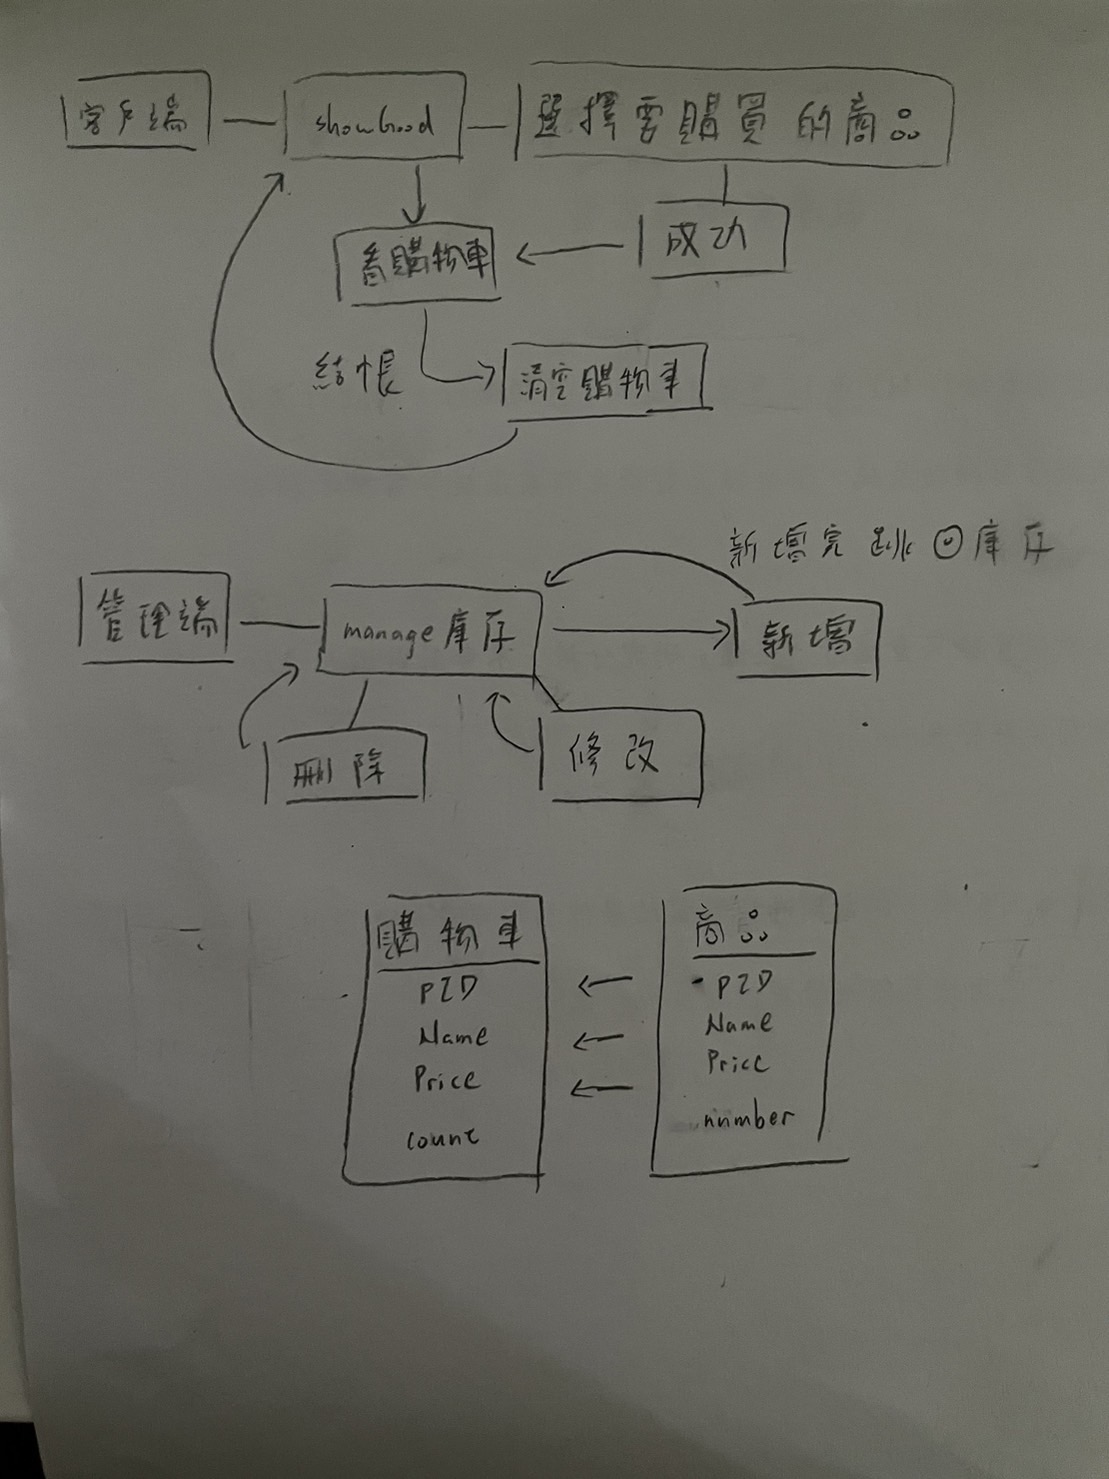 客戶端
showGood
選擇要購買的商品
看購物車
成功
結帳
清空購物車
新增完跳回庫存
管理端
manage庫存
新增
刪除
修改
購物車
PID
Name
Price
count
商品
PID
Name
Price
number